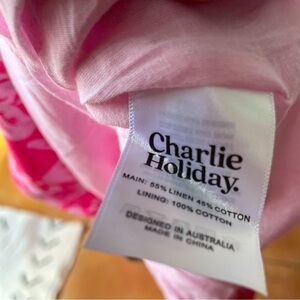 Charlie
Holiday.
MAIN: 55% LINEN 45% COTTON
LINING: 100% COTTON
DESIGNED IN AUSTRALIA
MADE IN CHINA